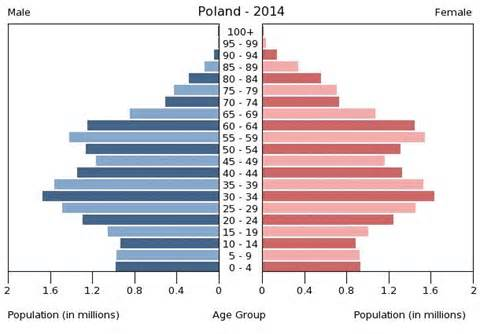 Male Poland - 2014 Female
100+
95 - 99
90 - 94
85 - 89
80 - 84
75 - 79
70 - 74
65 - 69
60 - 64
55 - 59
50 - 54
45 - 49
40 - 44
35 - 39
30 - 34
25 - 29
20 - 24
15 - 19
10 - 14
5 - 9
0 - 4
2 1.6 1.2 0.8 0.4 0 0 0.4 0.8 1.2 1.6 2
Population (in millions) Age Group Population (in millions)